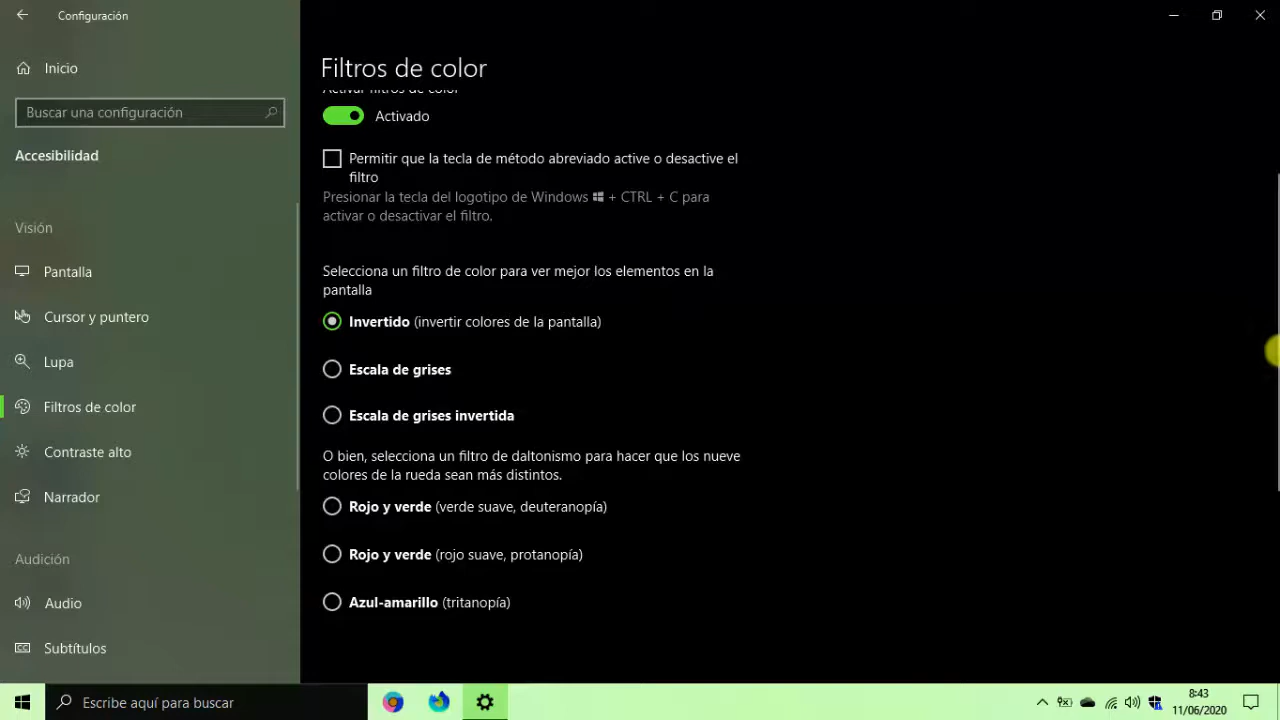 Configuración
Inicio
Buscar una configuración
Accesibilidad
Visión
Pantalla
Cursor y puntero
Lupa
Filtros de color
Contraste alto
Narrador
Audición
Audio
Subtítulos
Filtros de color
Activar filtros de color
Activado
Permitir que la tecla de método abreviado active o desactive el
filtro
Presionar la tecla del logotipo de Windows + CTRL + C para
activar o desactivar el filtro.
Selecciona un filtro de color para ver mejor los elementos en la
pantalla
Invertido (invertir colores de la pantalla)
Escala de grises
Escala de grises invertida
O bien, selecciona un filtro de daltonismo para hacer que los nueve
colores de la rueda sean más distintos.
Rojo y verde (verde suave, deuteranopía)
Rojo y verde (rojo suave, protanopía)
Azul-amarillo (tritanopía)
Escribe aquí para buscar
8:43
11/06/2020